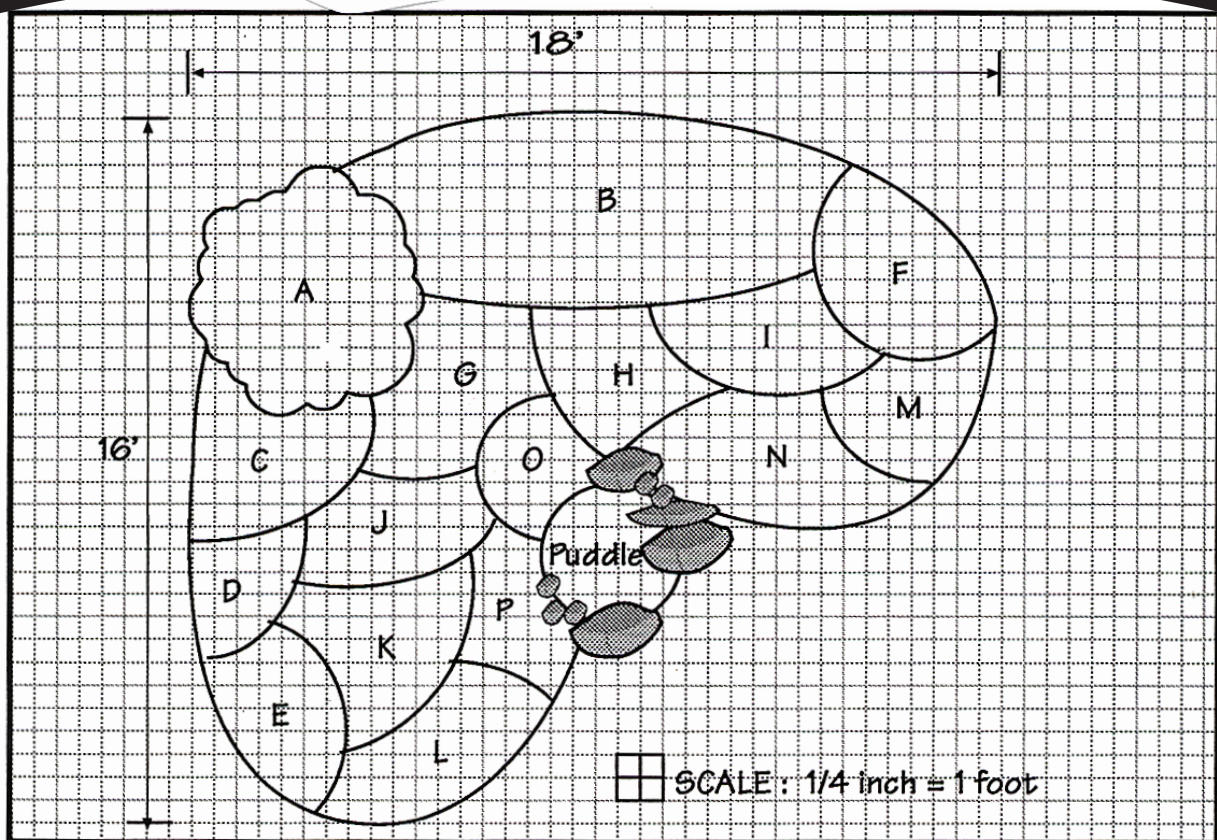 18'
B
F
A
I
G
H
M
16'
C
O
N
J
Puddle
D
P
K
E
L
SCALE : 1/4 inch = 1 foot